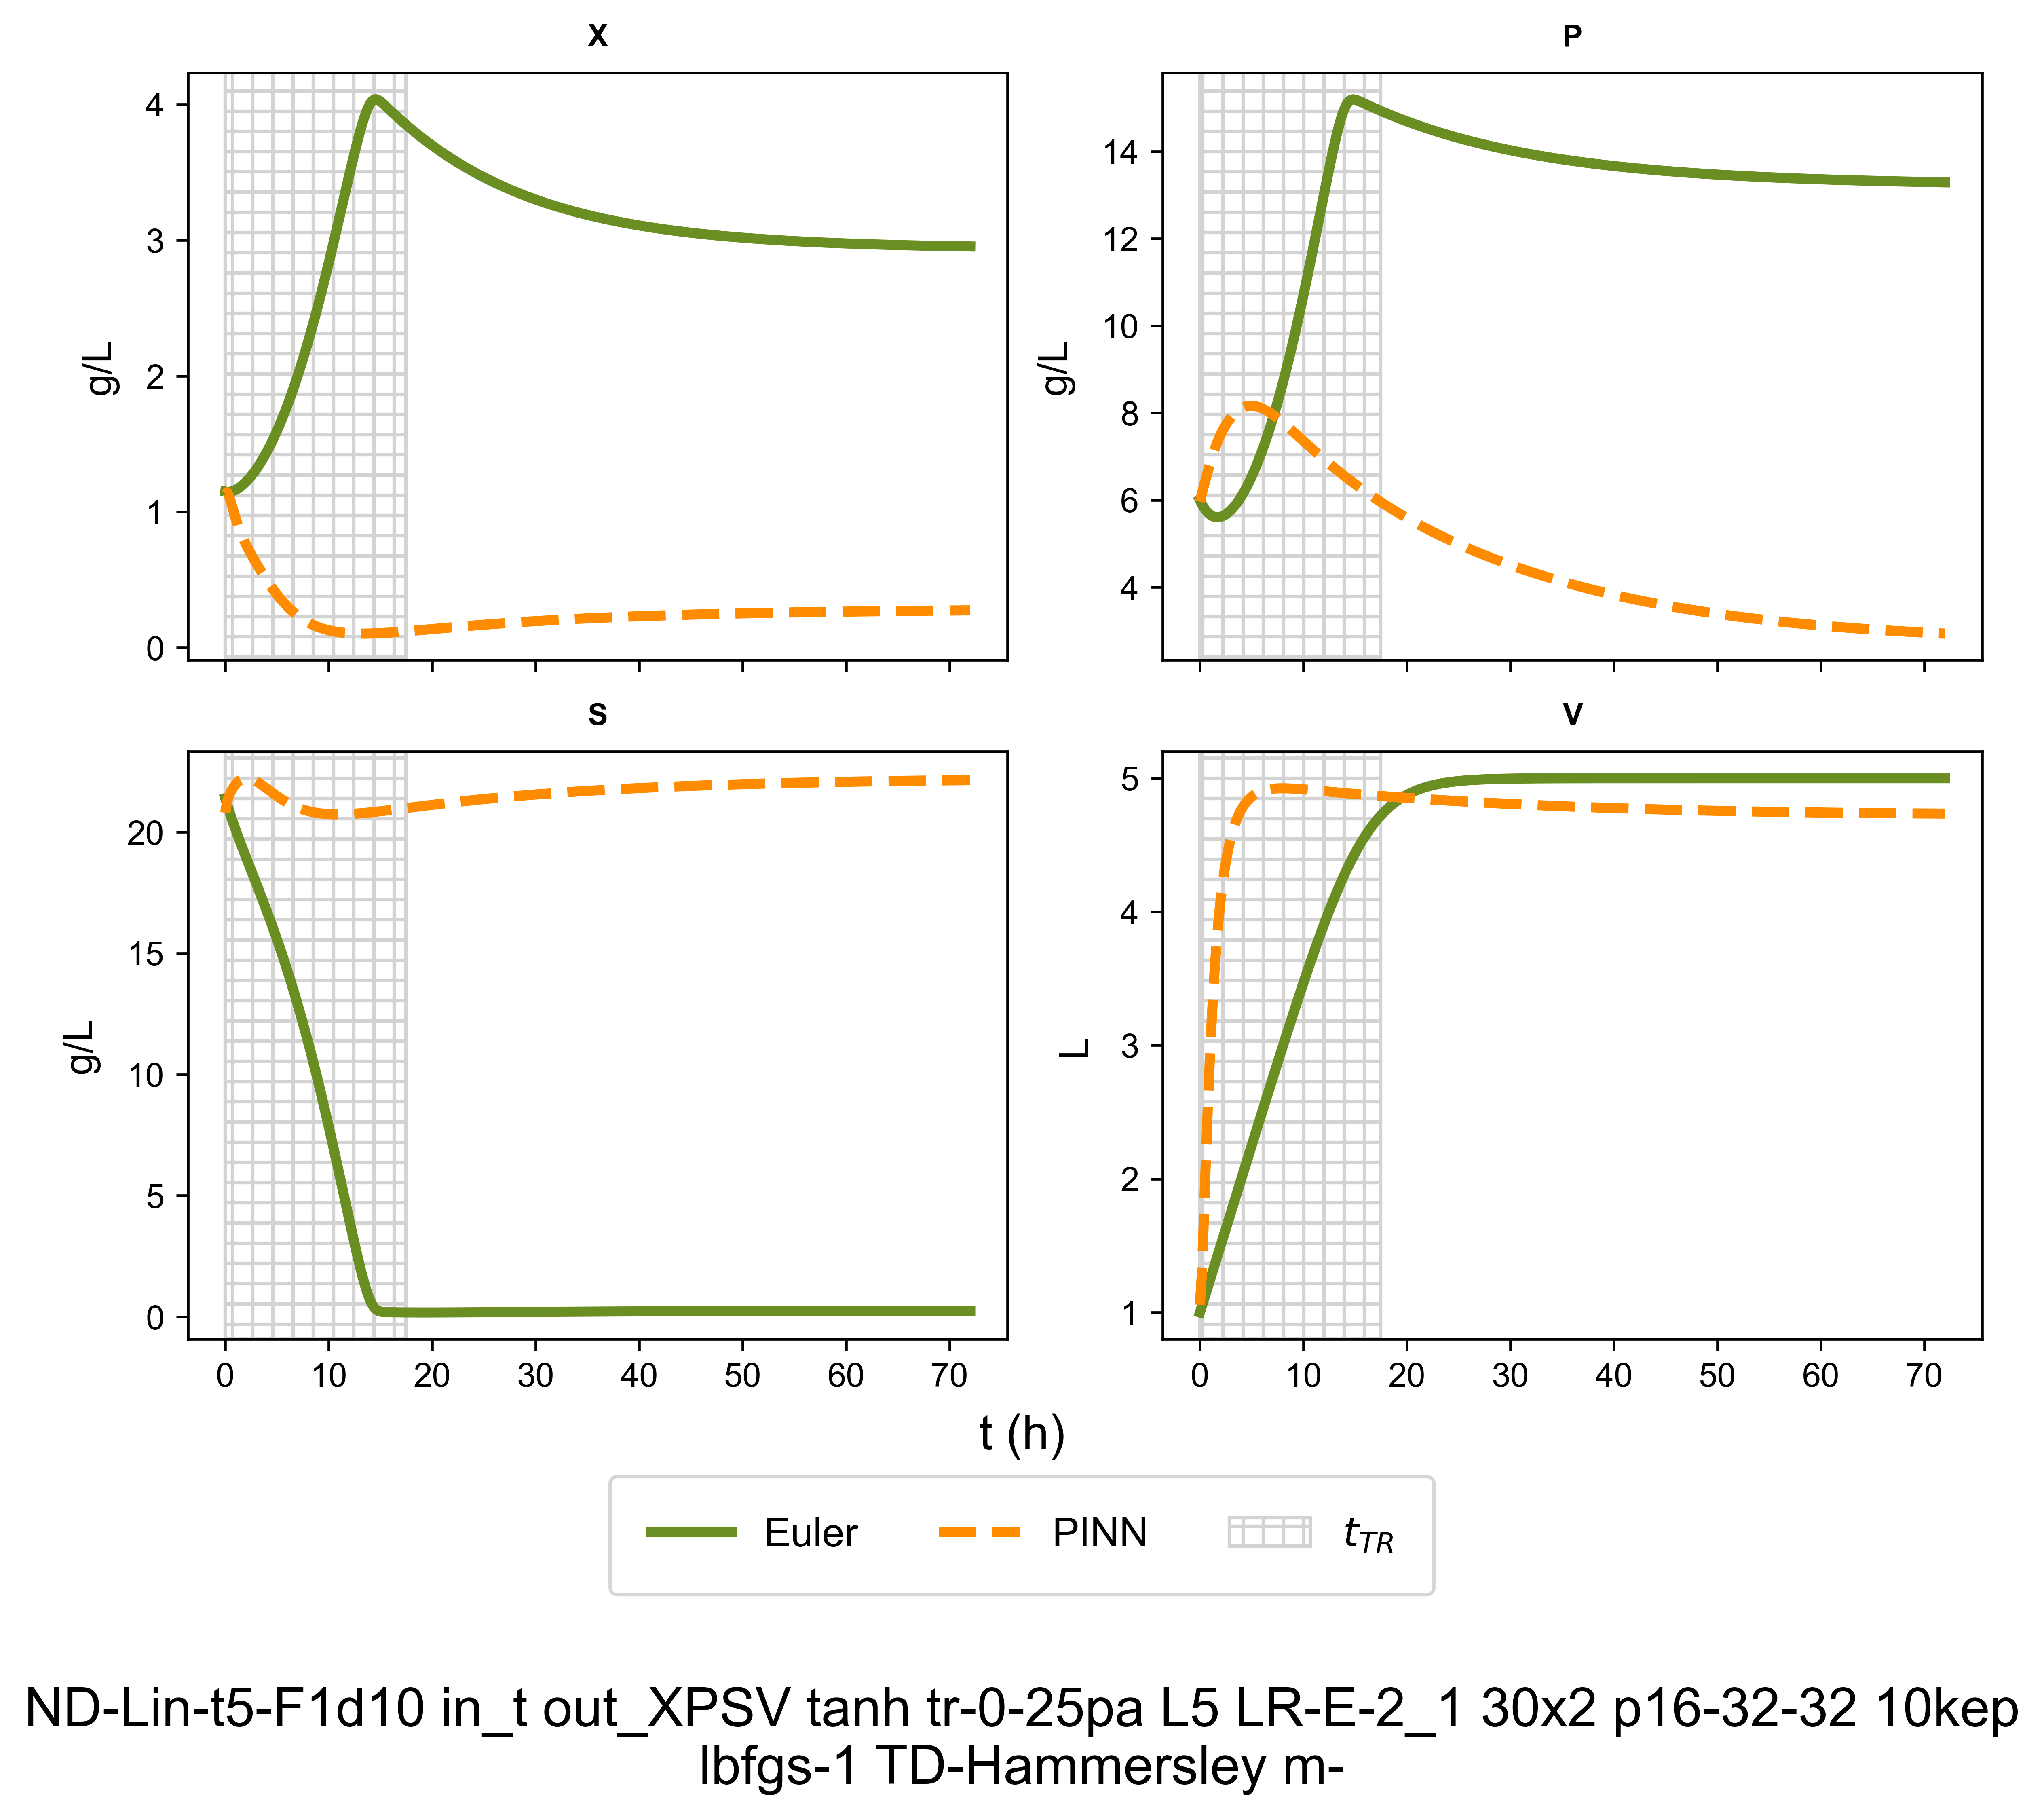 X
P
4
3
2
1
0
g/L
14
12
10
8
6
4
g/L
S
V
20
15
10
5
0
g/L
5
4
3
2
1
L
0 10 20 30 40 50 60 70
0 10 20 30 40 50 60 70
t (h)
Euler PINN t_TR
ND-Lin-t5-F1d10 in_t out_XPSV tanh tr-0-25pa L5 LR-E-2_1 30x2 p16-32-32 10kep
lbfgs-1 TD-Hammersley m-